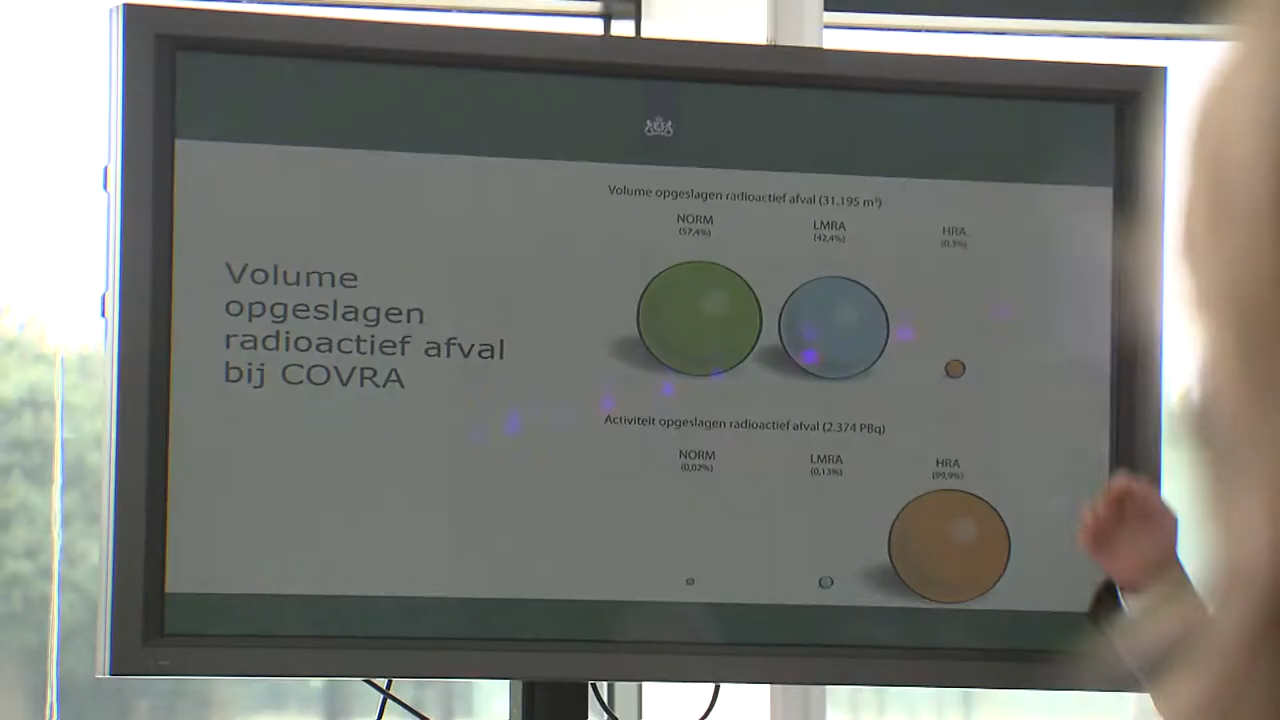 Volume
opgeslagen
radioactief afval
bij COVRA
Volume opgeslagen radioactief afval (31.195 m³)
NORM
(57,4%)
LMRA
(42,4%)
HRA
(0,3%)
Activiteit opgeslagen radioactief afval (2.374 PBq)
NORM
(0,02%)
LMRA
(0,13%)
HRA
(99,9%)